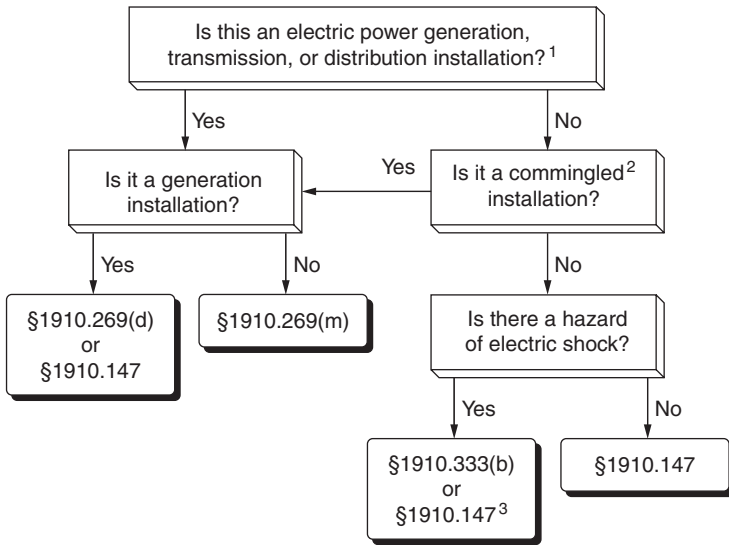 Is this an electric power generation,
transmission, or distribution installation?¹
Yes
No
Is it a generation
installation?
Yes
Is it a commingled²
installation?
Yes
No
No
§1910.269(d)
or
§1910.147
§1910.269(m)
Is there a hazard
of electric shock?
Yes
No
§1910.333(b)
or
§1910.147³
§1910.147